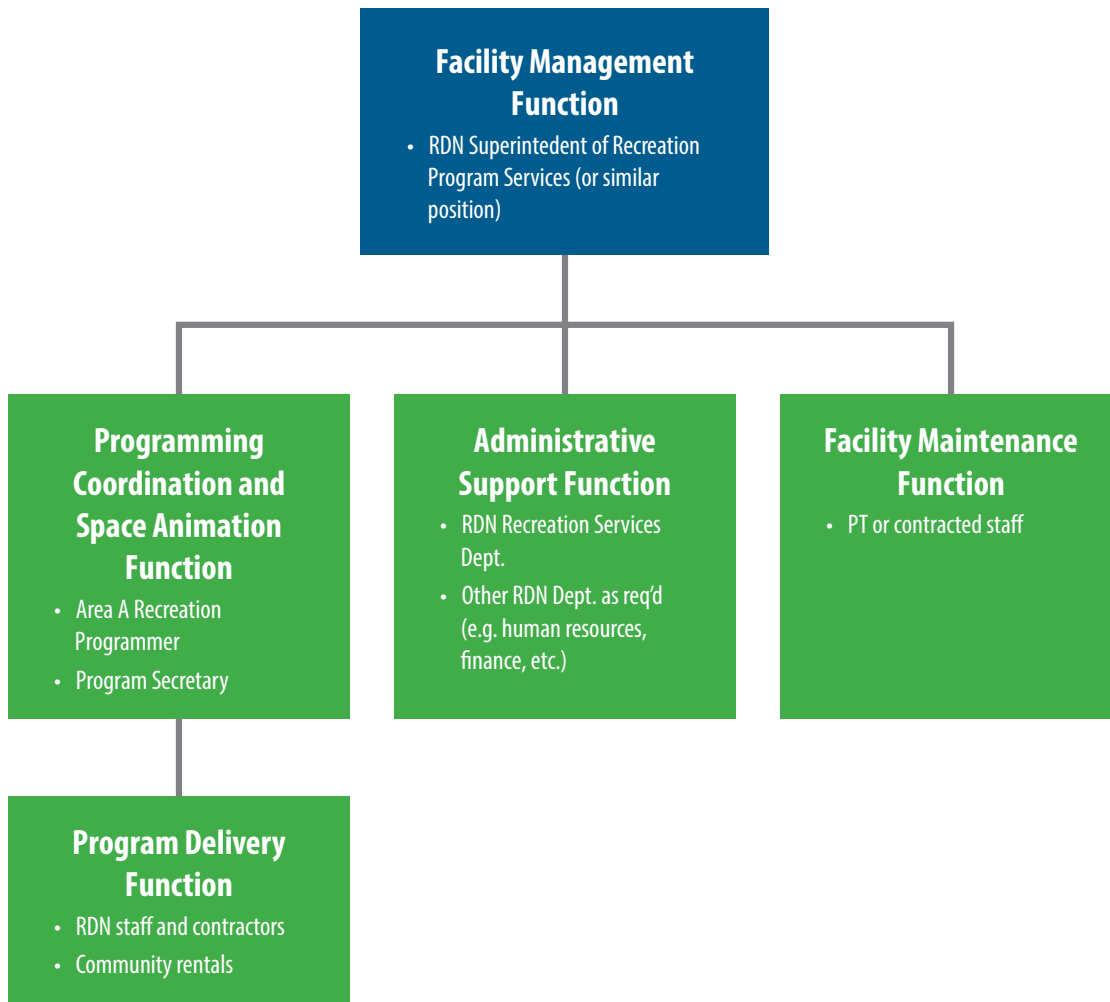 Facility Management
Function
• RDN Superintedent of Recreation
Program Services (or similar
position)
Programming
Coordination and
Space Animation
Function
• Area A Recreation
Programmer
• Program Secretary
Administrative
Support Function
• RDN Recreation Services
Dept.
• Other RDN Dept. as req’d
(e.g. human resources,
finance, etc.)
Facility Maintenance
Function
• PT or contracted staff
Program Delivery
Function
• RDN staff and contractors
• Community rentals